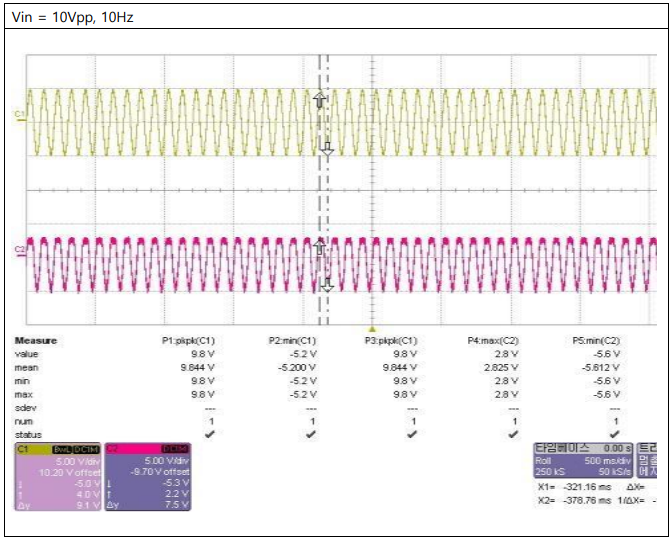 Vin = 10Vpp, 10Hz
C1
C2
Measure P1:pkpk(C1) P2:min(C1) P3:pkpk(C1) P4:max(C2) P5:min(C2)
value 9.8 V -5.2 V 9.8 V 2.8 V -5.6 V
mean 9.844 V -5.200 V 9.844 V 2.825 V -5.612 V
min 9.8 V -5.2 V 9.8 V 2.8 V -5.6 V
max 9.8 V -5.2 V 9.8 V 2.8 V -5.6 V
sdev --- --- --- --- ---
num 1 1 1 1 1
status ✔ ✔ ✔ ✔ ✔
C1 BwL DC1M C2 DC1M 타임베이스 0.00 s 트리
5.00 V/div 5.00 V/div Roll 500 ms/div 멈춤
10.20 V offset -9.70 V offset 250 kS 50 kS/s
-5.0 V -5.3 V X1= -321.16 ms ΔX=
4.0 V 2.2 V X2= -378.76 ms 1/ΔX=
Δy 9.1 V Δy 7.5 V